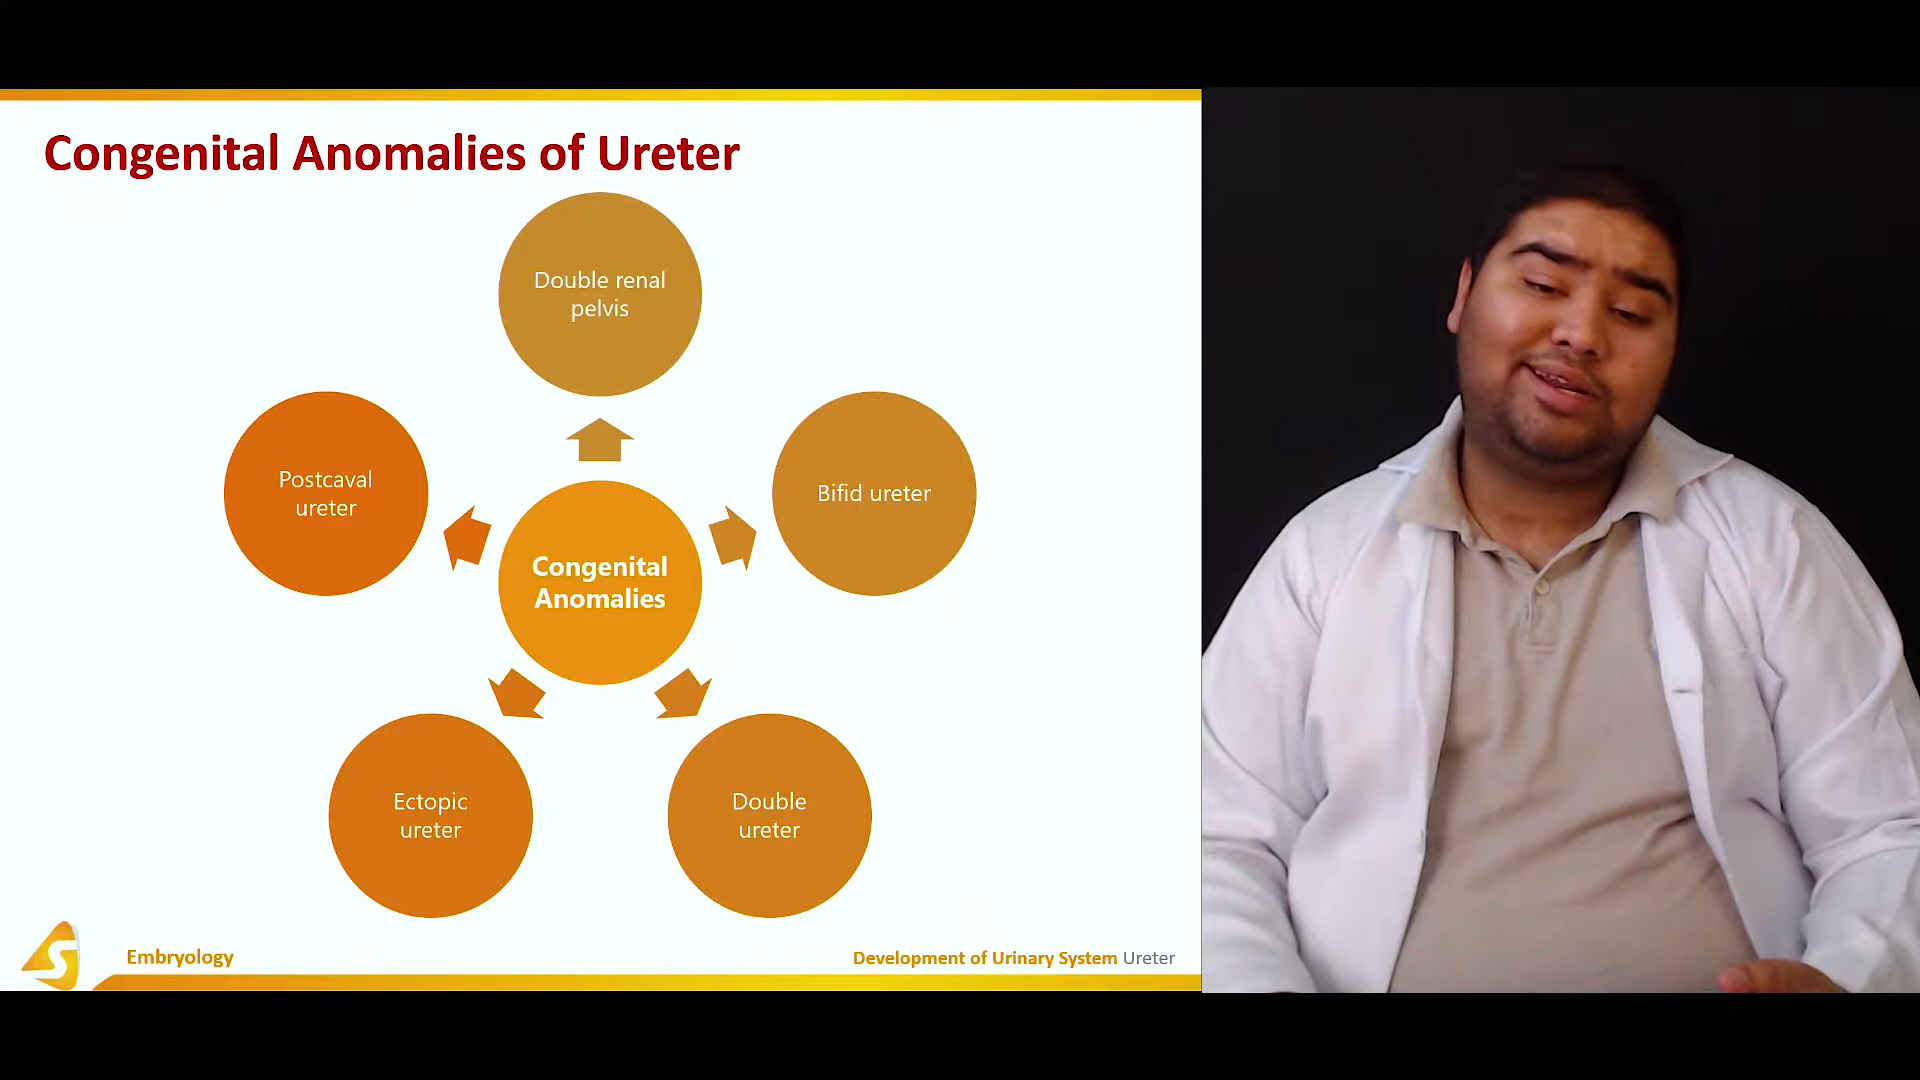 Congenital Anomalies of Ureter
Double renal
pelvis
Postcaval
ureter
Bifid ureter
Congenital
Anomalies
Ectopic
ureter
Double
ureter
S
Embryology
Development of Urinary System Ureter